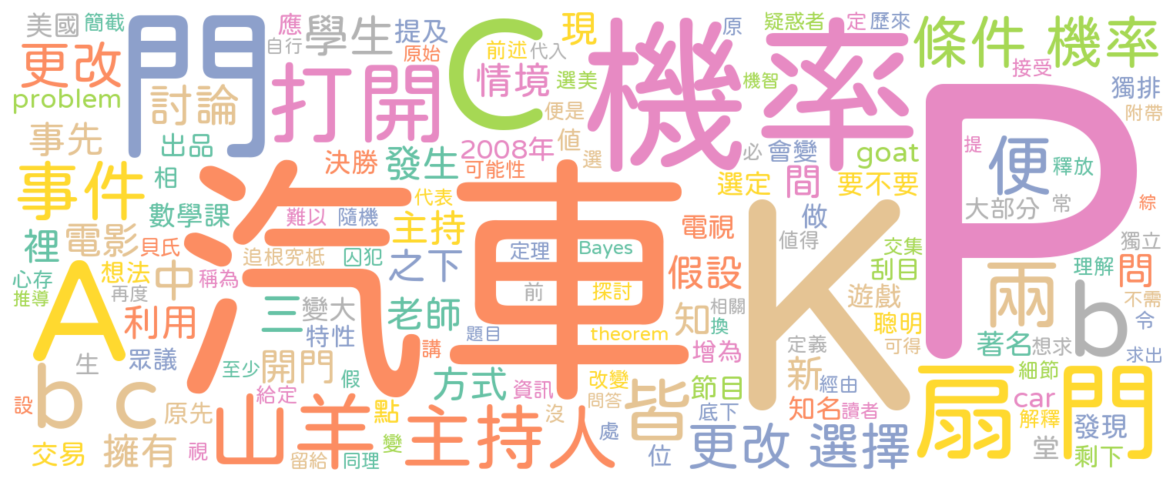 美國 簡截 應 學生 提及 現 原 疑惑者 定 歷來
自行 原始 前述 代入 條件 機率
更改 門 打開 C 情境 選美 機率 機智 接受 獨排
problem 討論 便是 附帶
事先 出品 決勝 發生 2008年 值 必 會變 goat 提 便 釋放
可能性 選
事件 相 代表 選定 間 要不要 大部分 常 綜
數學課 難以 隨機 主持 做 P
裡 電影 貝氏 汽車 定理 Bayes 電視 K 值得 交集 獨立
中 追根究柢 囚犯 之下 假設 刮目 兩 理解 問
心存 想法 稱為 前 探討 遊戲 不需
推導 A 再度 三 變大 老師 知 相關 聰明 b 令
利用 特性 題目 theorem 換 可得 著名 想求
生 眾議 講 增為 定義 求出
b c 開門 至少 假 方式 資訊 改變 皆 節目 新 經由 扇 細節 門
設 原先 給定 點 問答 知名 讀者 car
山羊 主持人 沒 底下 解釋 發現
交易 擁有 視 變 處 更改 選擇 堂
留給 同理 位 剩下